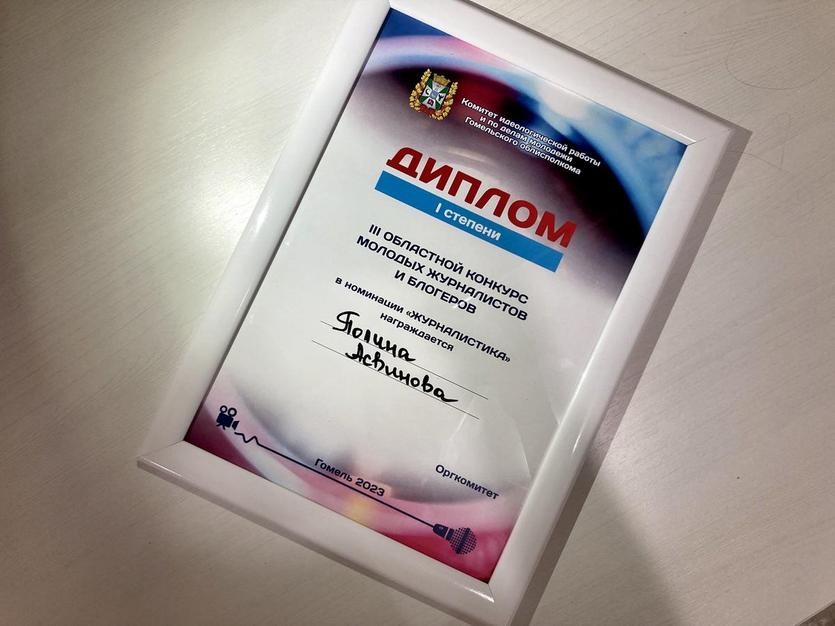 Комитет идеологической работы
и по делам молодежи
Гомельского облисполкома
ДИПЛОМ
I степени
III ОБЛАСТНОЙ КОНКУРС
МОЛОДЫХ ЖУРНАЛИСТОВ
И БЛОГЕРОВ
в номинации «ЖУРНАЛИСТИКА»
награждается
Полина
Асвинова
Оргкомитет
Гомель 2023